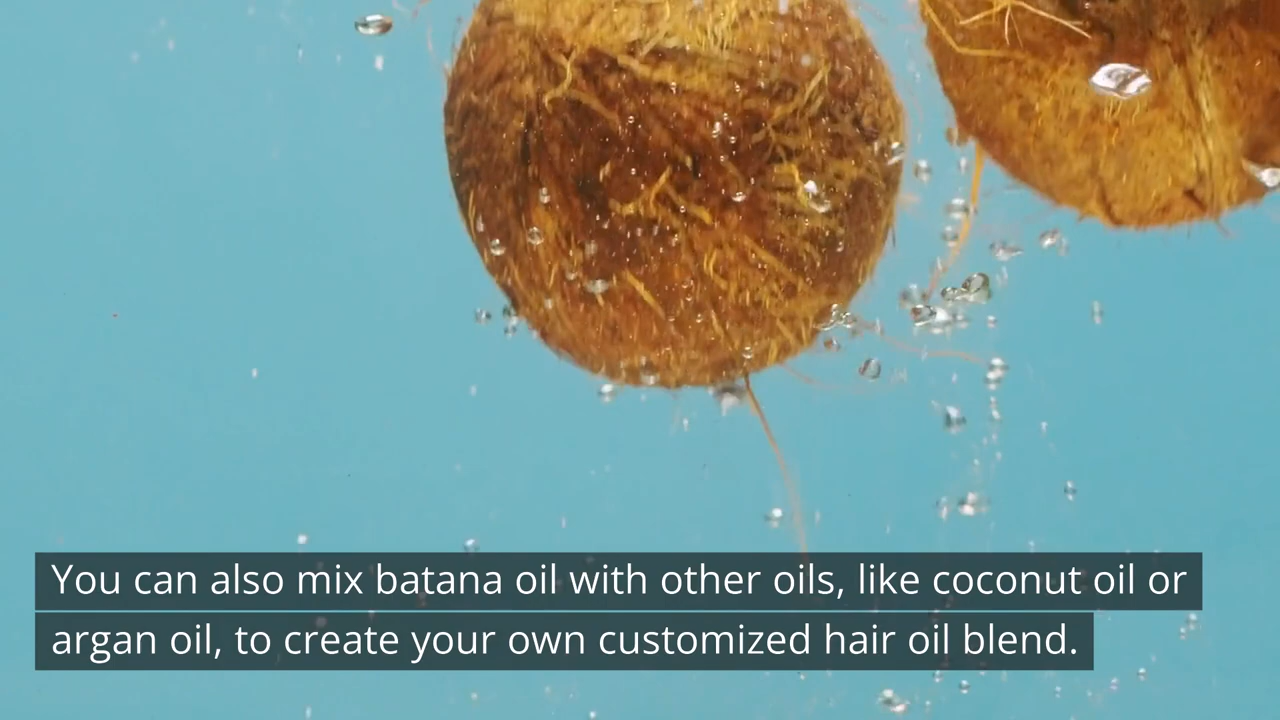 You can also mix batana oil with other oils, like coconut oil or
argan oil, to create your own customized hair oil blend.